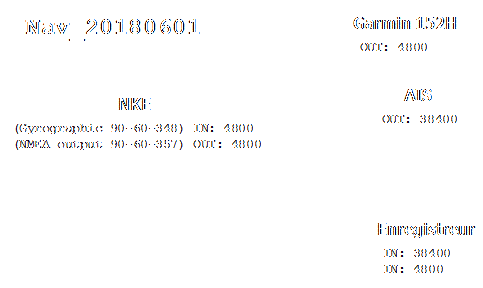 Nav 20180601
Garmin 152H
OUT: 4800
AIS
OUT: 38400
NKE
(Gyrographic 90-60-348) IN: 4800
(NMEA output 90-60-357) OUT: 4800
Enregistreur
IN: 38400
IN: 4800